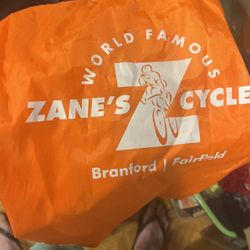 WORLD FAMOUS
Z
ZANE'S CYCLE
Branford | Fairfield